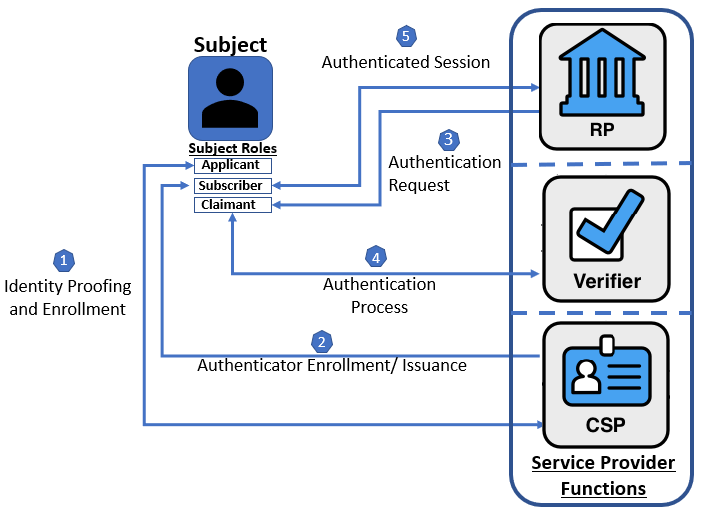 Subject
Subject Roles
Applicant
Subscriber
Claimant
5
Authenticated Session
3
Authentication
Request
4
Authentication
Process
1
Identity Proofing
and Enrollment
2
Authenticator Enrollment/ Issuance
RP
Verifier
CSP
Service Provider
Functions